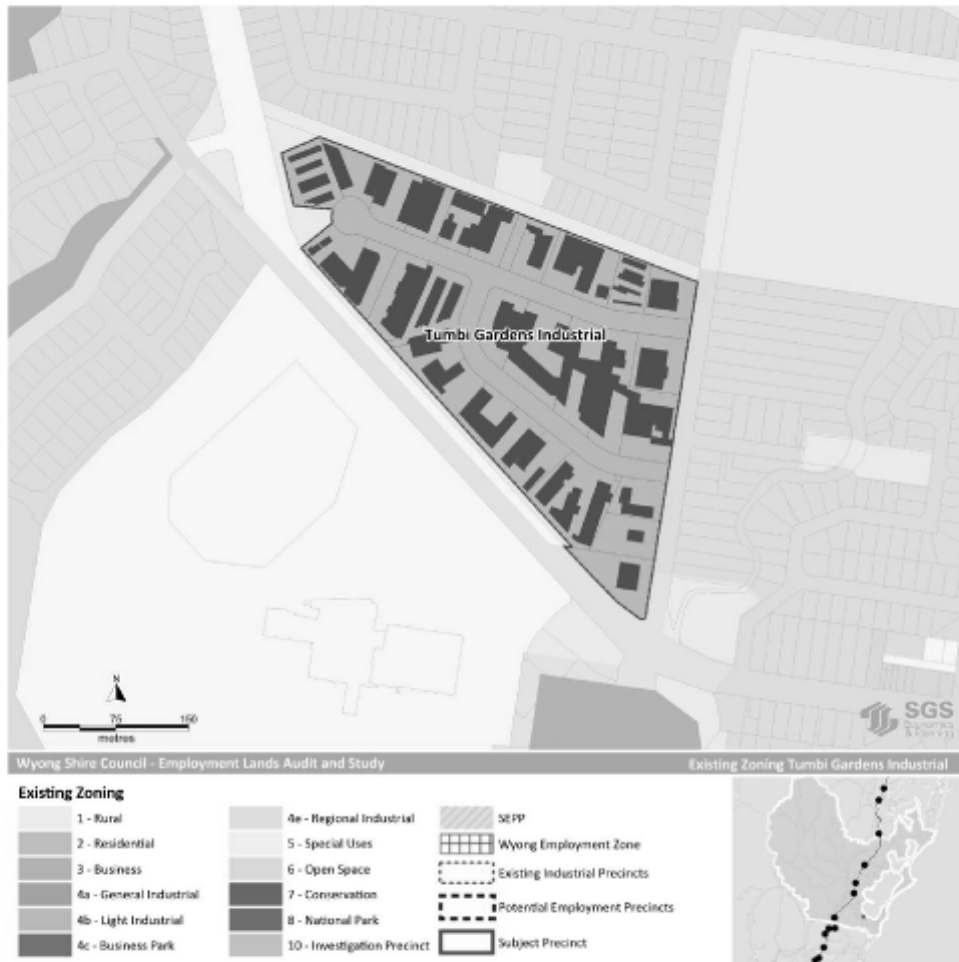 Tumbi Gardens Industrial
N
0 75 150
metres
SGS
Economics
& Planning
Wyong Shire Council - Employment Lands Audit and Study
Existing Zoning Tumbi Gardens Industrial
Existing Zoning
1 - Rural
2 - Residential
3 - Business
4a - General Industrial
4b - Light Industrial
4c - Business Park
4e - Regional Industrial
5 - Special Uses
6 - Open Space
7 - Conservation
8 - National Park
10 - Investigation Precinct
SEPP
Wyong Employment Zone
Existing Industrial Precincts
Potential Employment Precincts
Subject Precinct